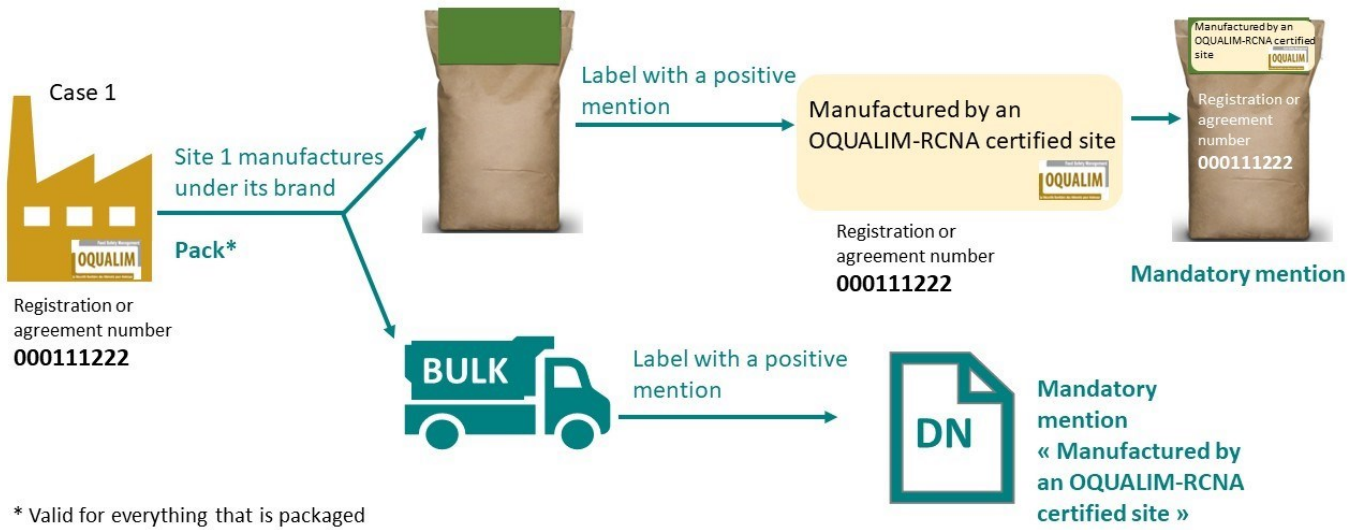 Case 1
OQUALIM
Registration or
agreement number
000111222
Site 1 manufactures
under its brand
Pack*
Label with a positive
mention
Manufactured by an
OQUALIM-RCNA certified site
OQUALIM
Registration or
agreement number
000111222
Manufactured by an
OQUALIM-RCNA certified
site
OQUALIM
Registration or
agreement
number
000111222
Mandatory mention
BULK
Label with a positive
mention
DN
Mandatory
mention
« Manufactured by
an OQUALIM-RCNA
certified site »
* Valid for everything that is packaged